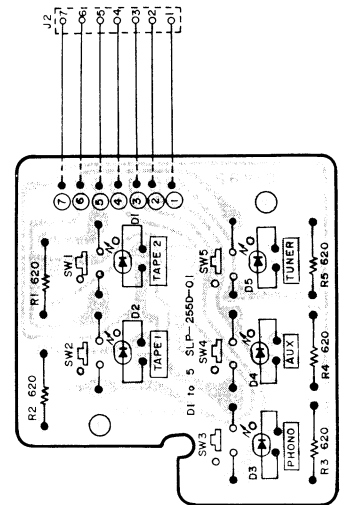 J2
7 6 5 4 3 2 1
7 6 5 4 3 2 1
R1 620
SW1
D1
TAPE 2
R2 620
SW2
D2
TAPE 1
D1 to 5 SLP-255D-01
SW5
D5
TUNER
R5 620
SW4
D4
AUX
R4 620
SW3
D3
PHONO
R3 620